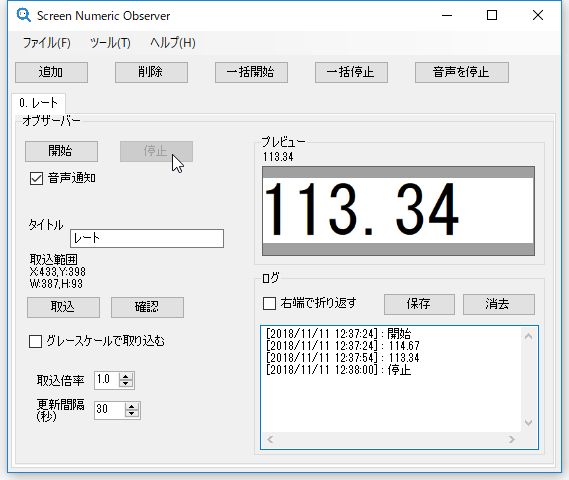 Screen Numeric Observer
ファイル(F) ツール(T) ヘルプ(H)
追加 削除 一括開始 一括停止 音声を停止
0. レート
オブザーバー
開始 停止
音声通知
タイトル
レート
取込範囲
X:433,Y:398
W:387,H:93
取込 確認
グレースケールで取り込む
取込倍率 1.0
更新間隔 30
(秒)
プレビュー
113.34
113.34
ログ
右端で折り返す 保存 消去
[2018/11/11 12:37:24] : 開始
[2018/11/11 12:37:24] : 114.67
[2018/11/11 12:37:54] : 113.34
[2018/11/11 12:38:00] : 停止